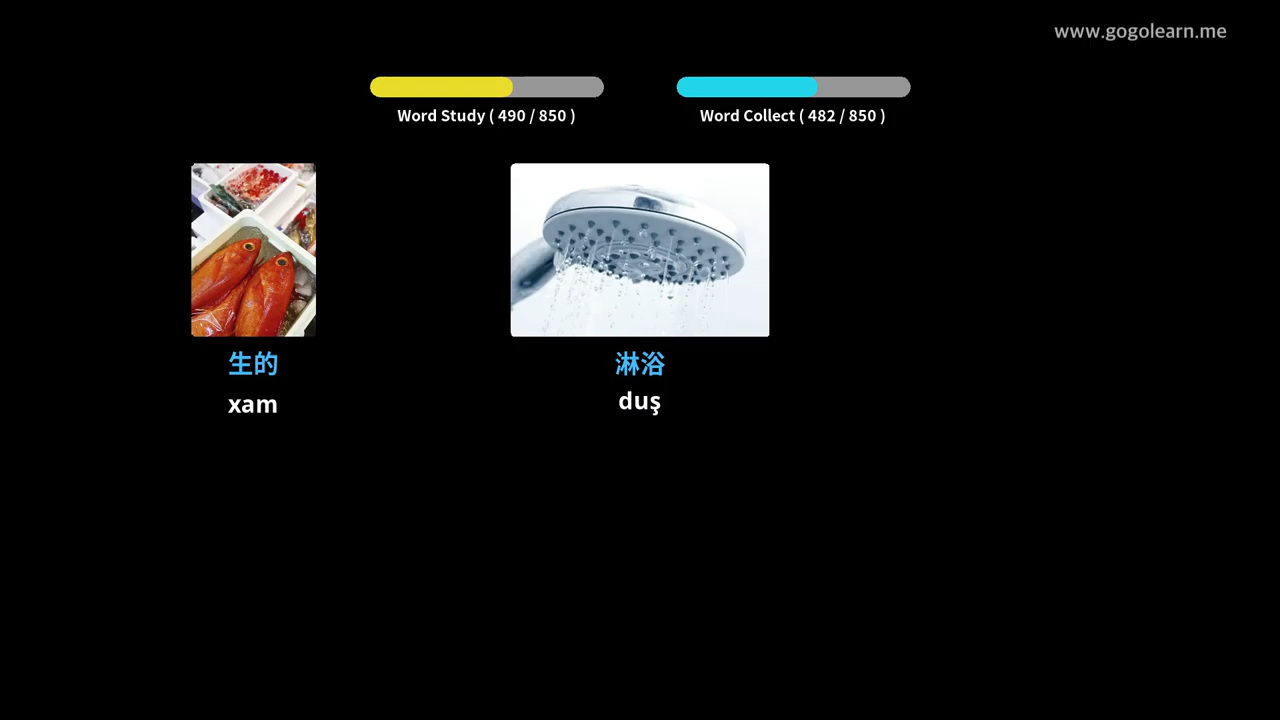 www.gogolearn.me
Word Study ( 490 / 850 )
Word Collect ( 482 / 850 )
生的
xam
淋浴
duş